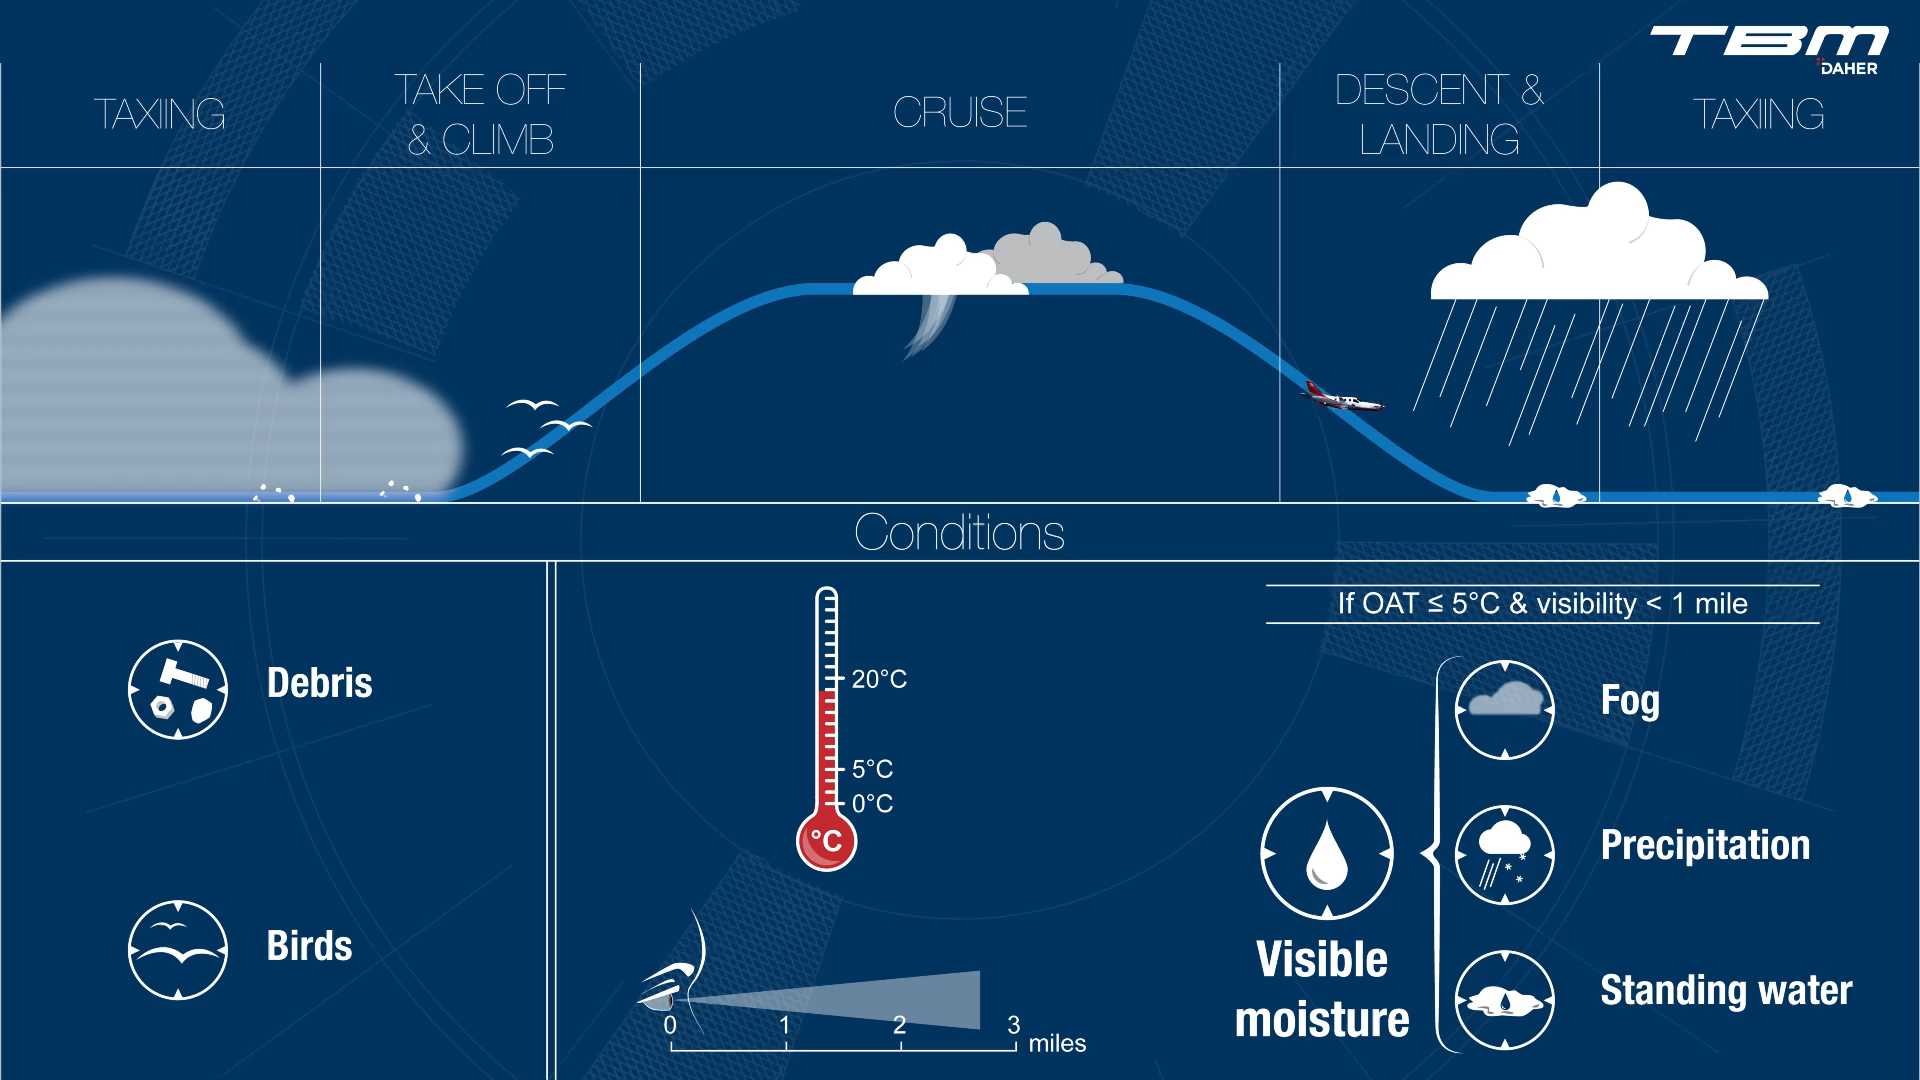 TBM
DAHER
TAXIING
TAKE OFF
& CLIMB
CRUISE
DESCENT &
LANDING
TAXIING
Conditions
Debris
Birds
20°C
5°C
0°C
°C
0 1 2 3 miles
If OAT ≤ 5°C & visibility < 1 mile
Visible
moisture
Fog
Precipitation
Standing water